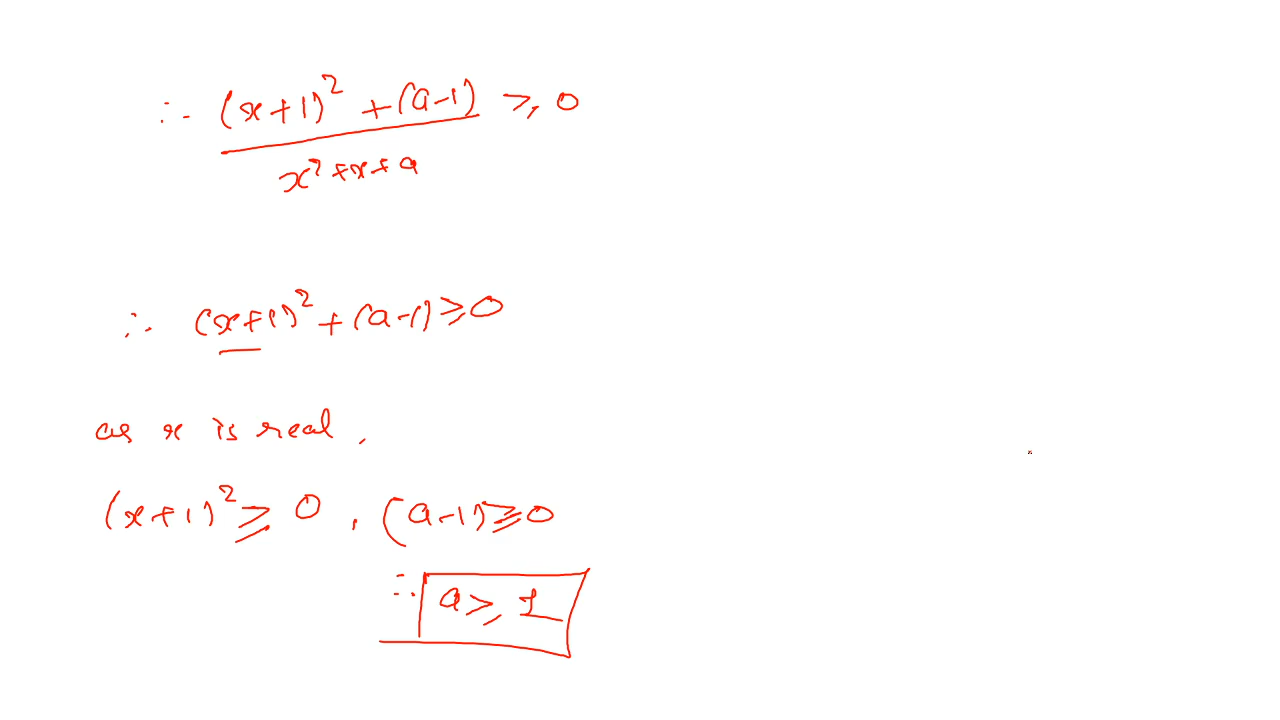 ∴ (x+1)² + (a-1) ≥ 0
x² + x + a
∴ (x+1)² + (a-1) ≥ 0
as x is real,
(x+1)² ≥ 0 , (a-1) ≥ 0
∴ a ≥ 1